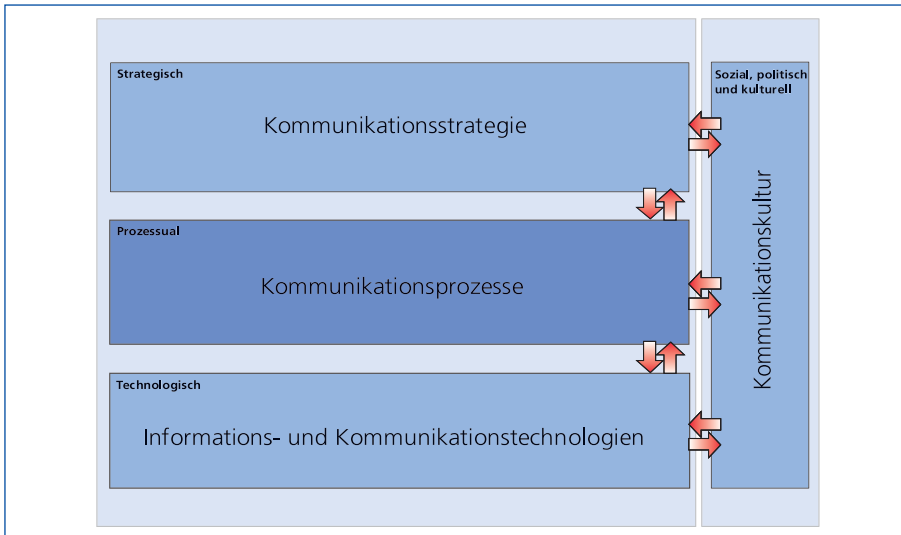 Strategisch
Kommunikationsstrategie
Prozessual
Kommunikationsprozesse
Technologisch
Informations- und Kommunikationstechnologien
Sozial, politisch
und kulturell
Kommunikationskultur